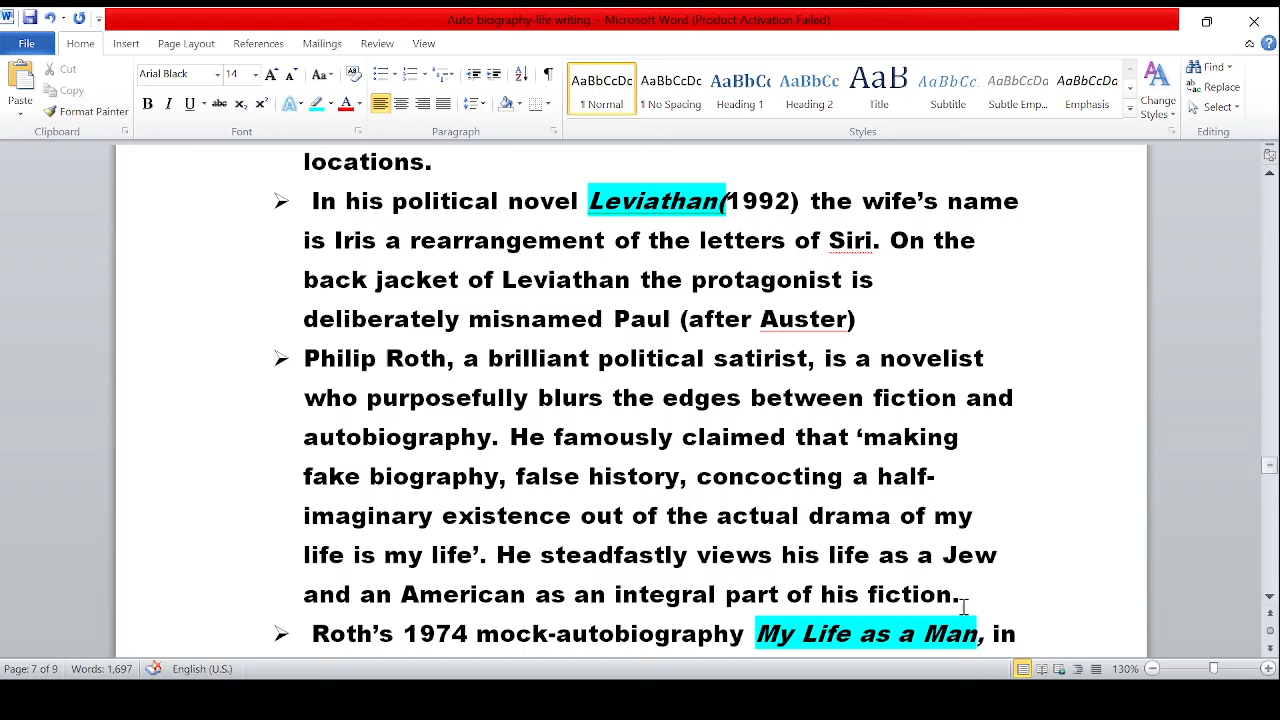 Auto biography-life writing - Microsoft Word (Product Activation Failed)
File Home Insert Page Layout References Mailings Review View
Paste
Cut
Copy
Format Painter
Clipboard
Arial Black 14
Font
Paragraph
AaBbCcDc AaBbCcDc AaBbCc AaBbCc AaB AaBbCc. AaBbCcDc AaBbCcDc
¶ Normal ¶ No Spacing Heading 1 Heading 2 Title Subtitle Subtle Em... Emphasis
Styles
Change
Styles
Find
Replace
Select
Editing
locations.
➢ In his political novel Leviathan(1992) the wife’s name
is Iris a rearrangement of the letters of Siri. On the
back jacket of Leviathan the protagonist is
deliberately misnamed Paul (after Auster)
➢ Philip Roth, a brilliant political satirist, is a novelist
who purposefully blurs the edges between fiction and
autobiography. He famously claimed that ‘making
fake biography, false history, concocting a half-
imaginary existence out of the actual drama of my
life is my life’. He steadfastly views his life as a Jew
and an American as an integral part of his fiction.
➢ Roth’s 1974 mock-autobiography My Life as a Man, in
Page: 7 of 9 Words: 1,697 English (U.S.) 130%